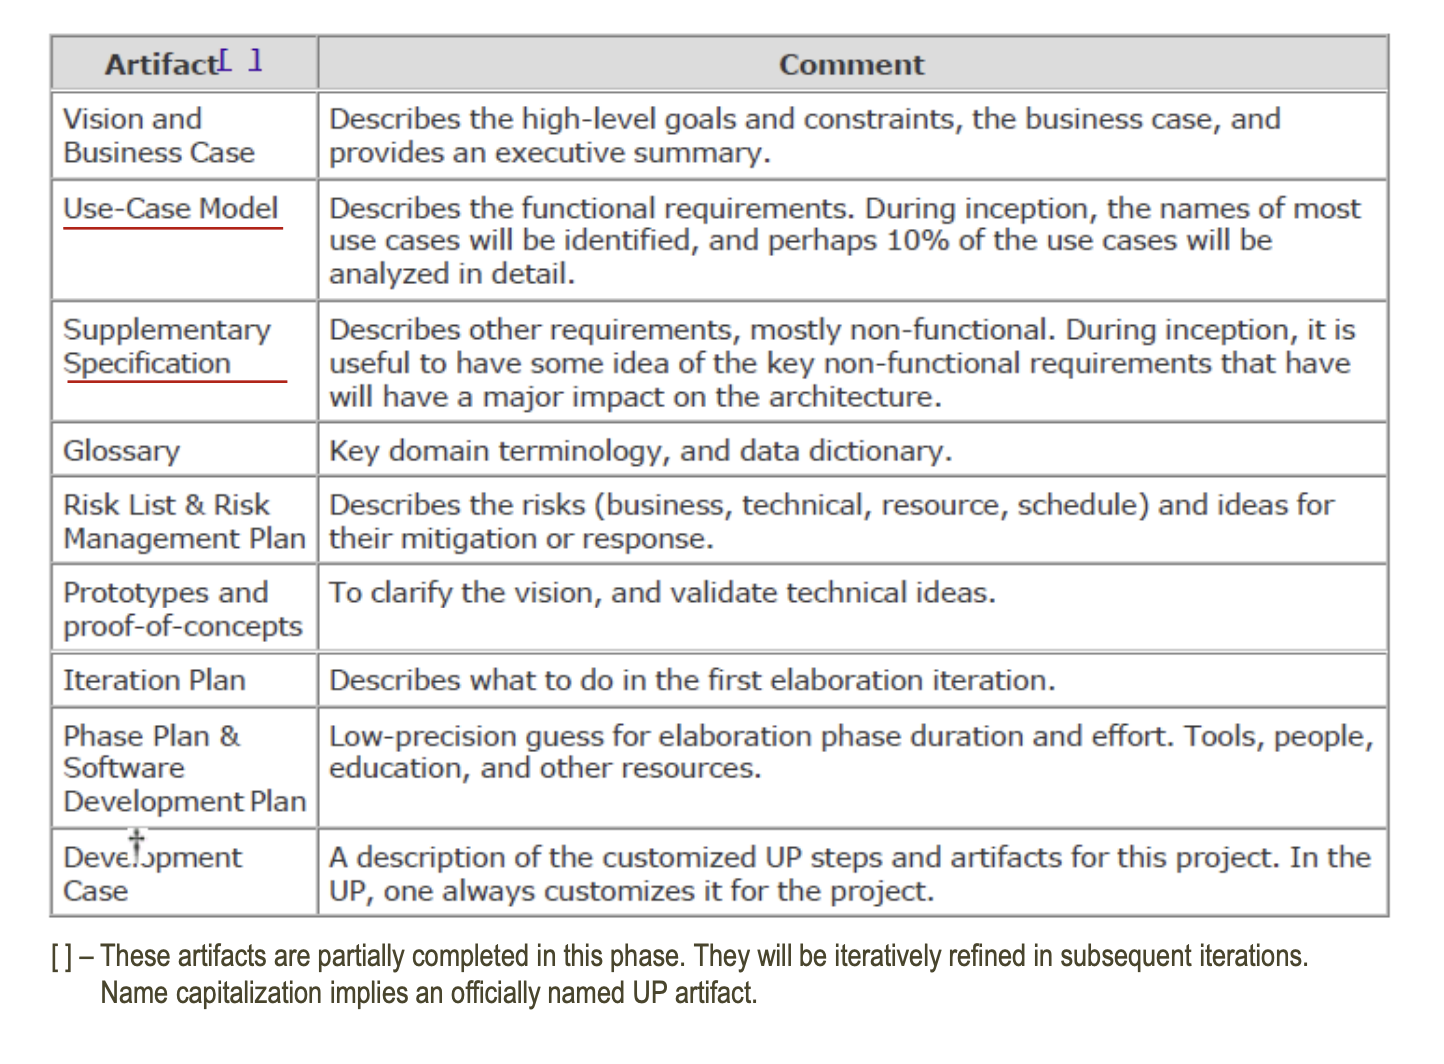 Artifact[ ]
Comment
Vision and
Business Case
Describes the high-level goals and constraints, the business case, and
provides an executive summary.
Use-Case Model
Describes the functional requirements. During inception, the names of most
use cases will be identified, and perhaps 10% of the use cases will be
analyzed in detail.
Supplementary
Specification
Describes other requirements, mostly non-functional. During inception, it is
useful to have some idea of the key non-functional requirements that have
will have a major impact on the architecture.
Glossary
Key domain terminology, and data dictionary.
Risk List & Risk
Management Plan
Describes the risks (business, technical, resource, schedule) and ideas for
their mitigation or response.
Prototypes and
proof-of-concepts
To clarify the vision, and validate technical ideas.
Iteration Plan
Describes what to do in the first elaboration iteration.
Phase Plan &
Software
Development Plan
Low-precision guess for elaboration phase duration and effort. Tools, people,
education, and other resources.
Development
Case
A description of the customized UP steps and artifacts for this project. In the
UP, one always customizes it for the project.
[ ] – These artifacts are partially completed in this phase. They will be iteratively refined in subsequent iterations.
Name capitalization implies an officially named UP artifact.